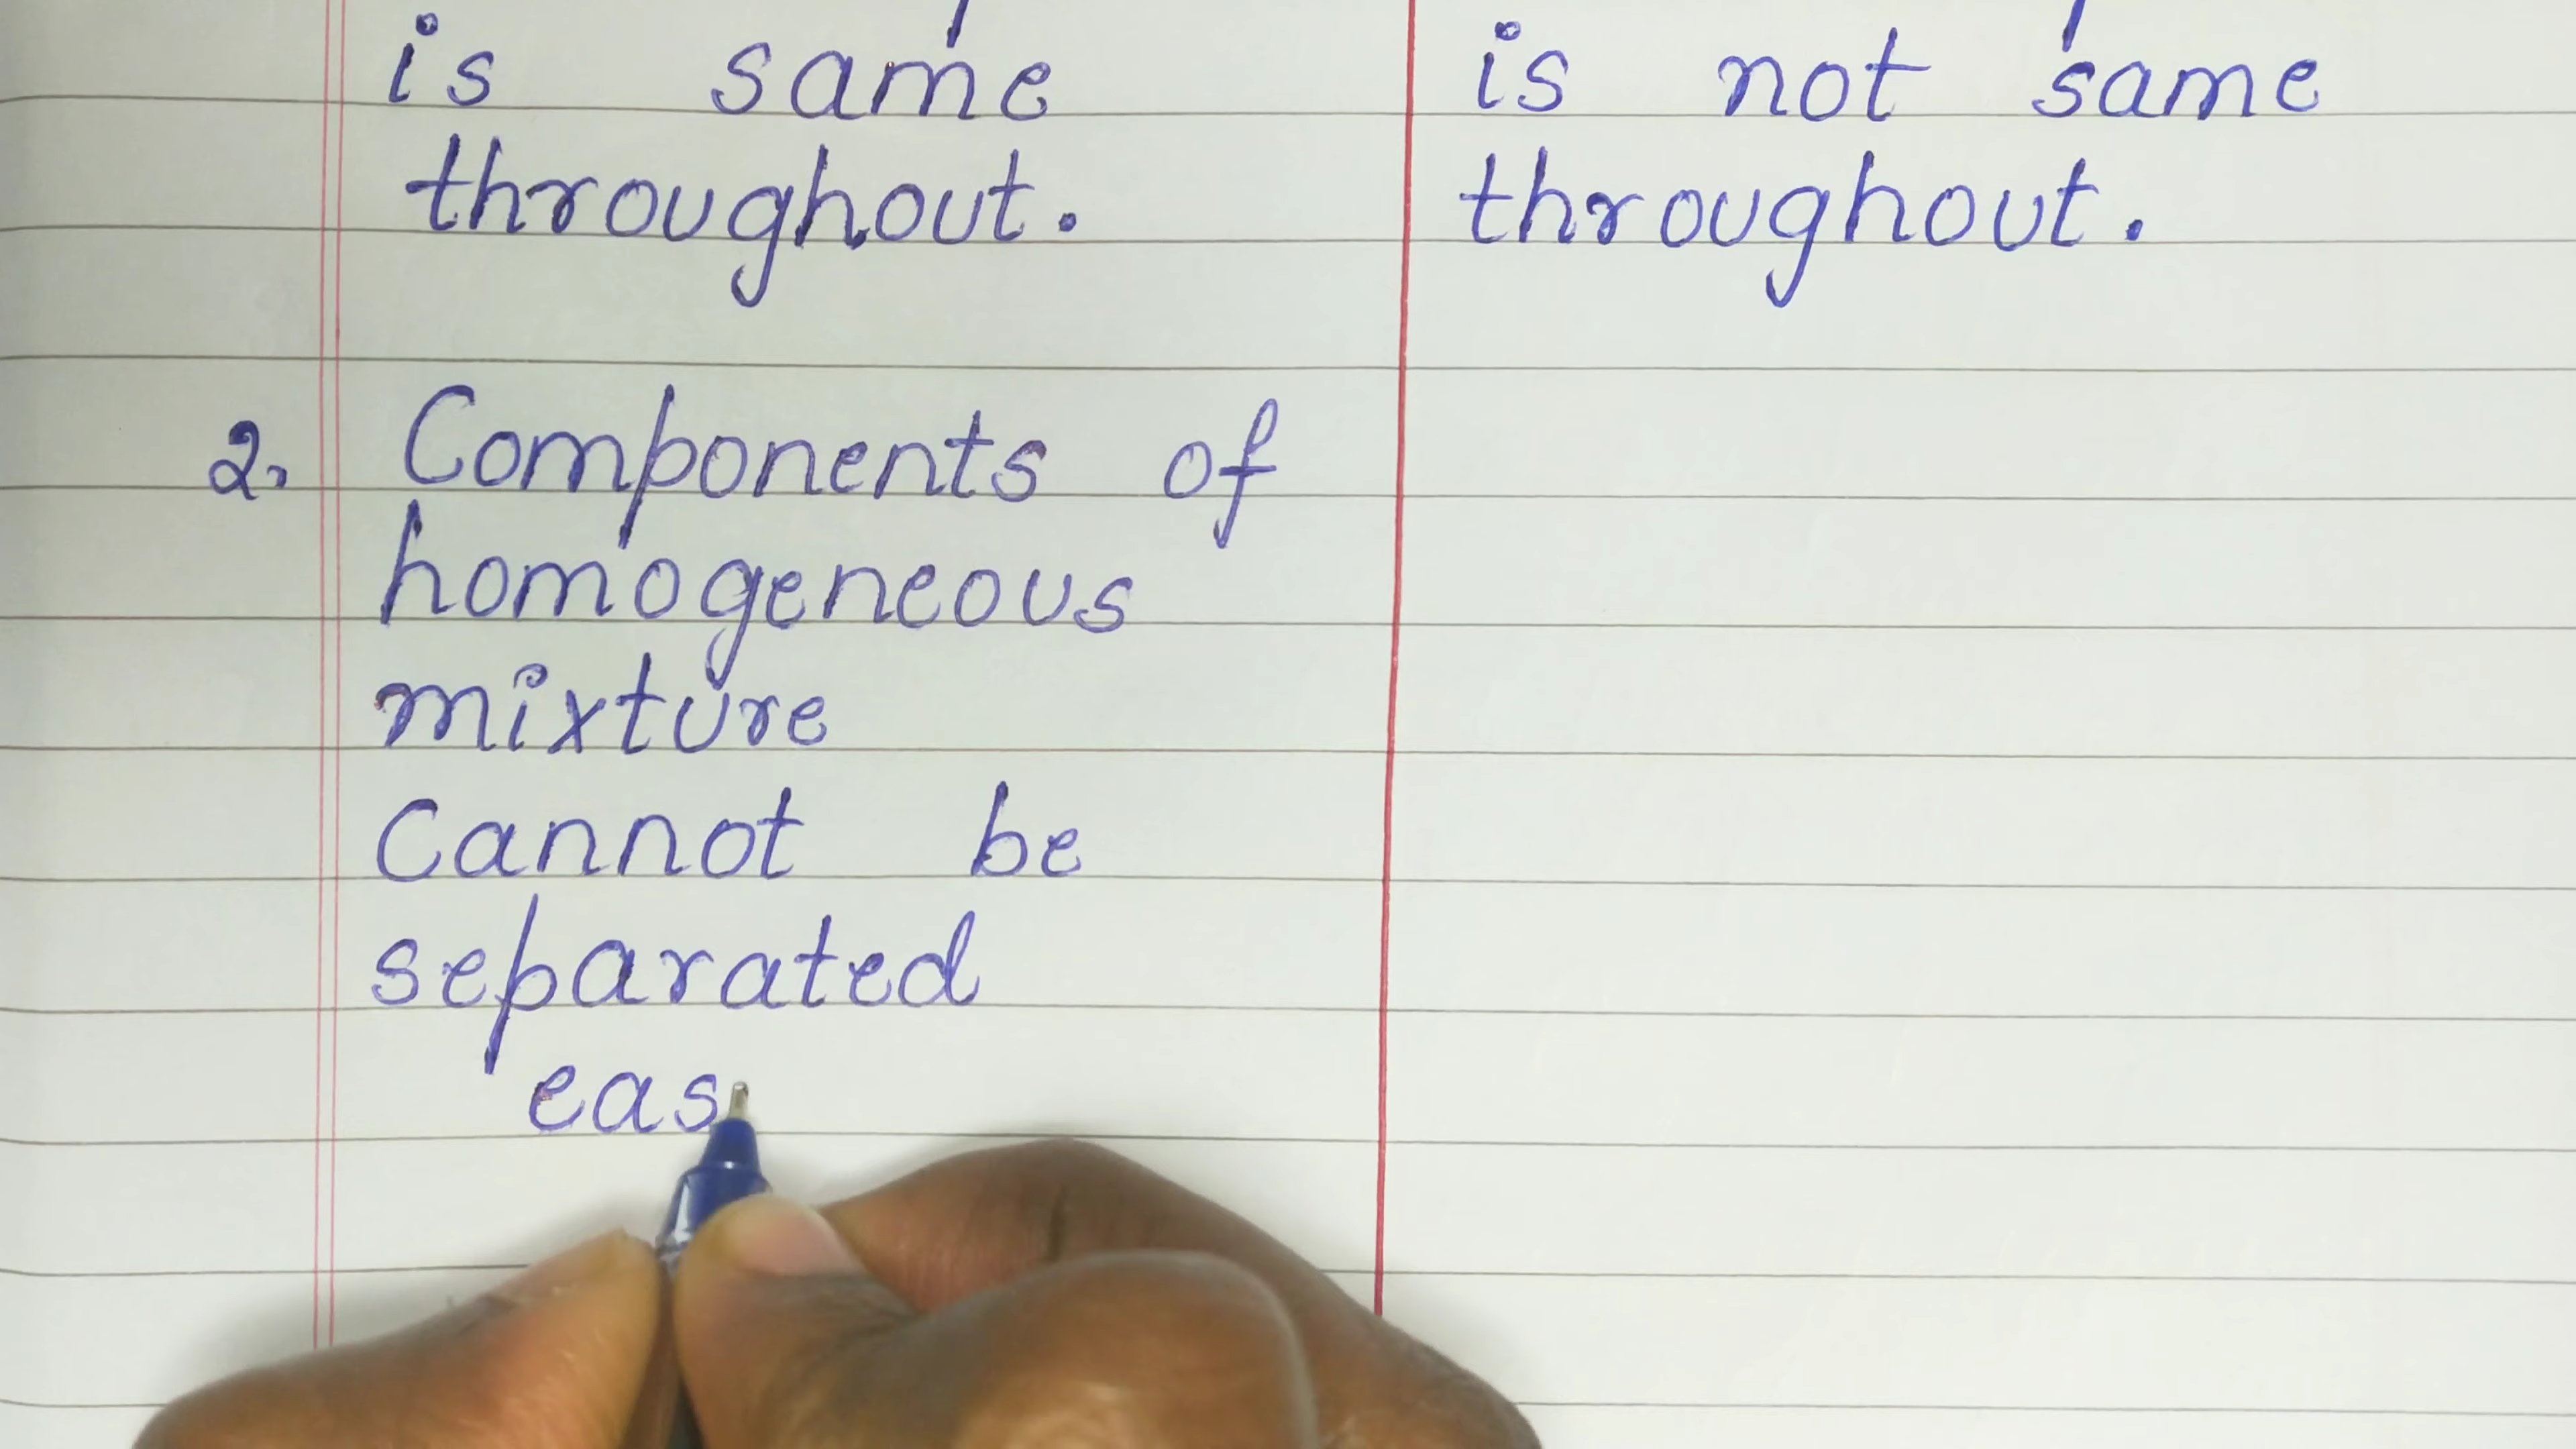 is same
throughout.
is not same
throughout.
2. Components of
homogeneous
mixture
Cannot be
separated
eas